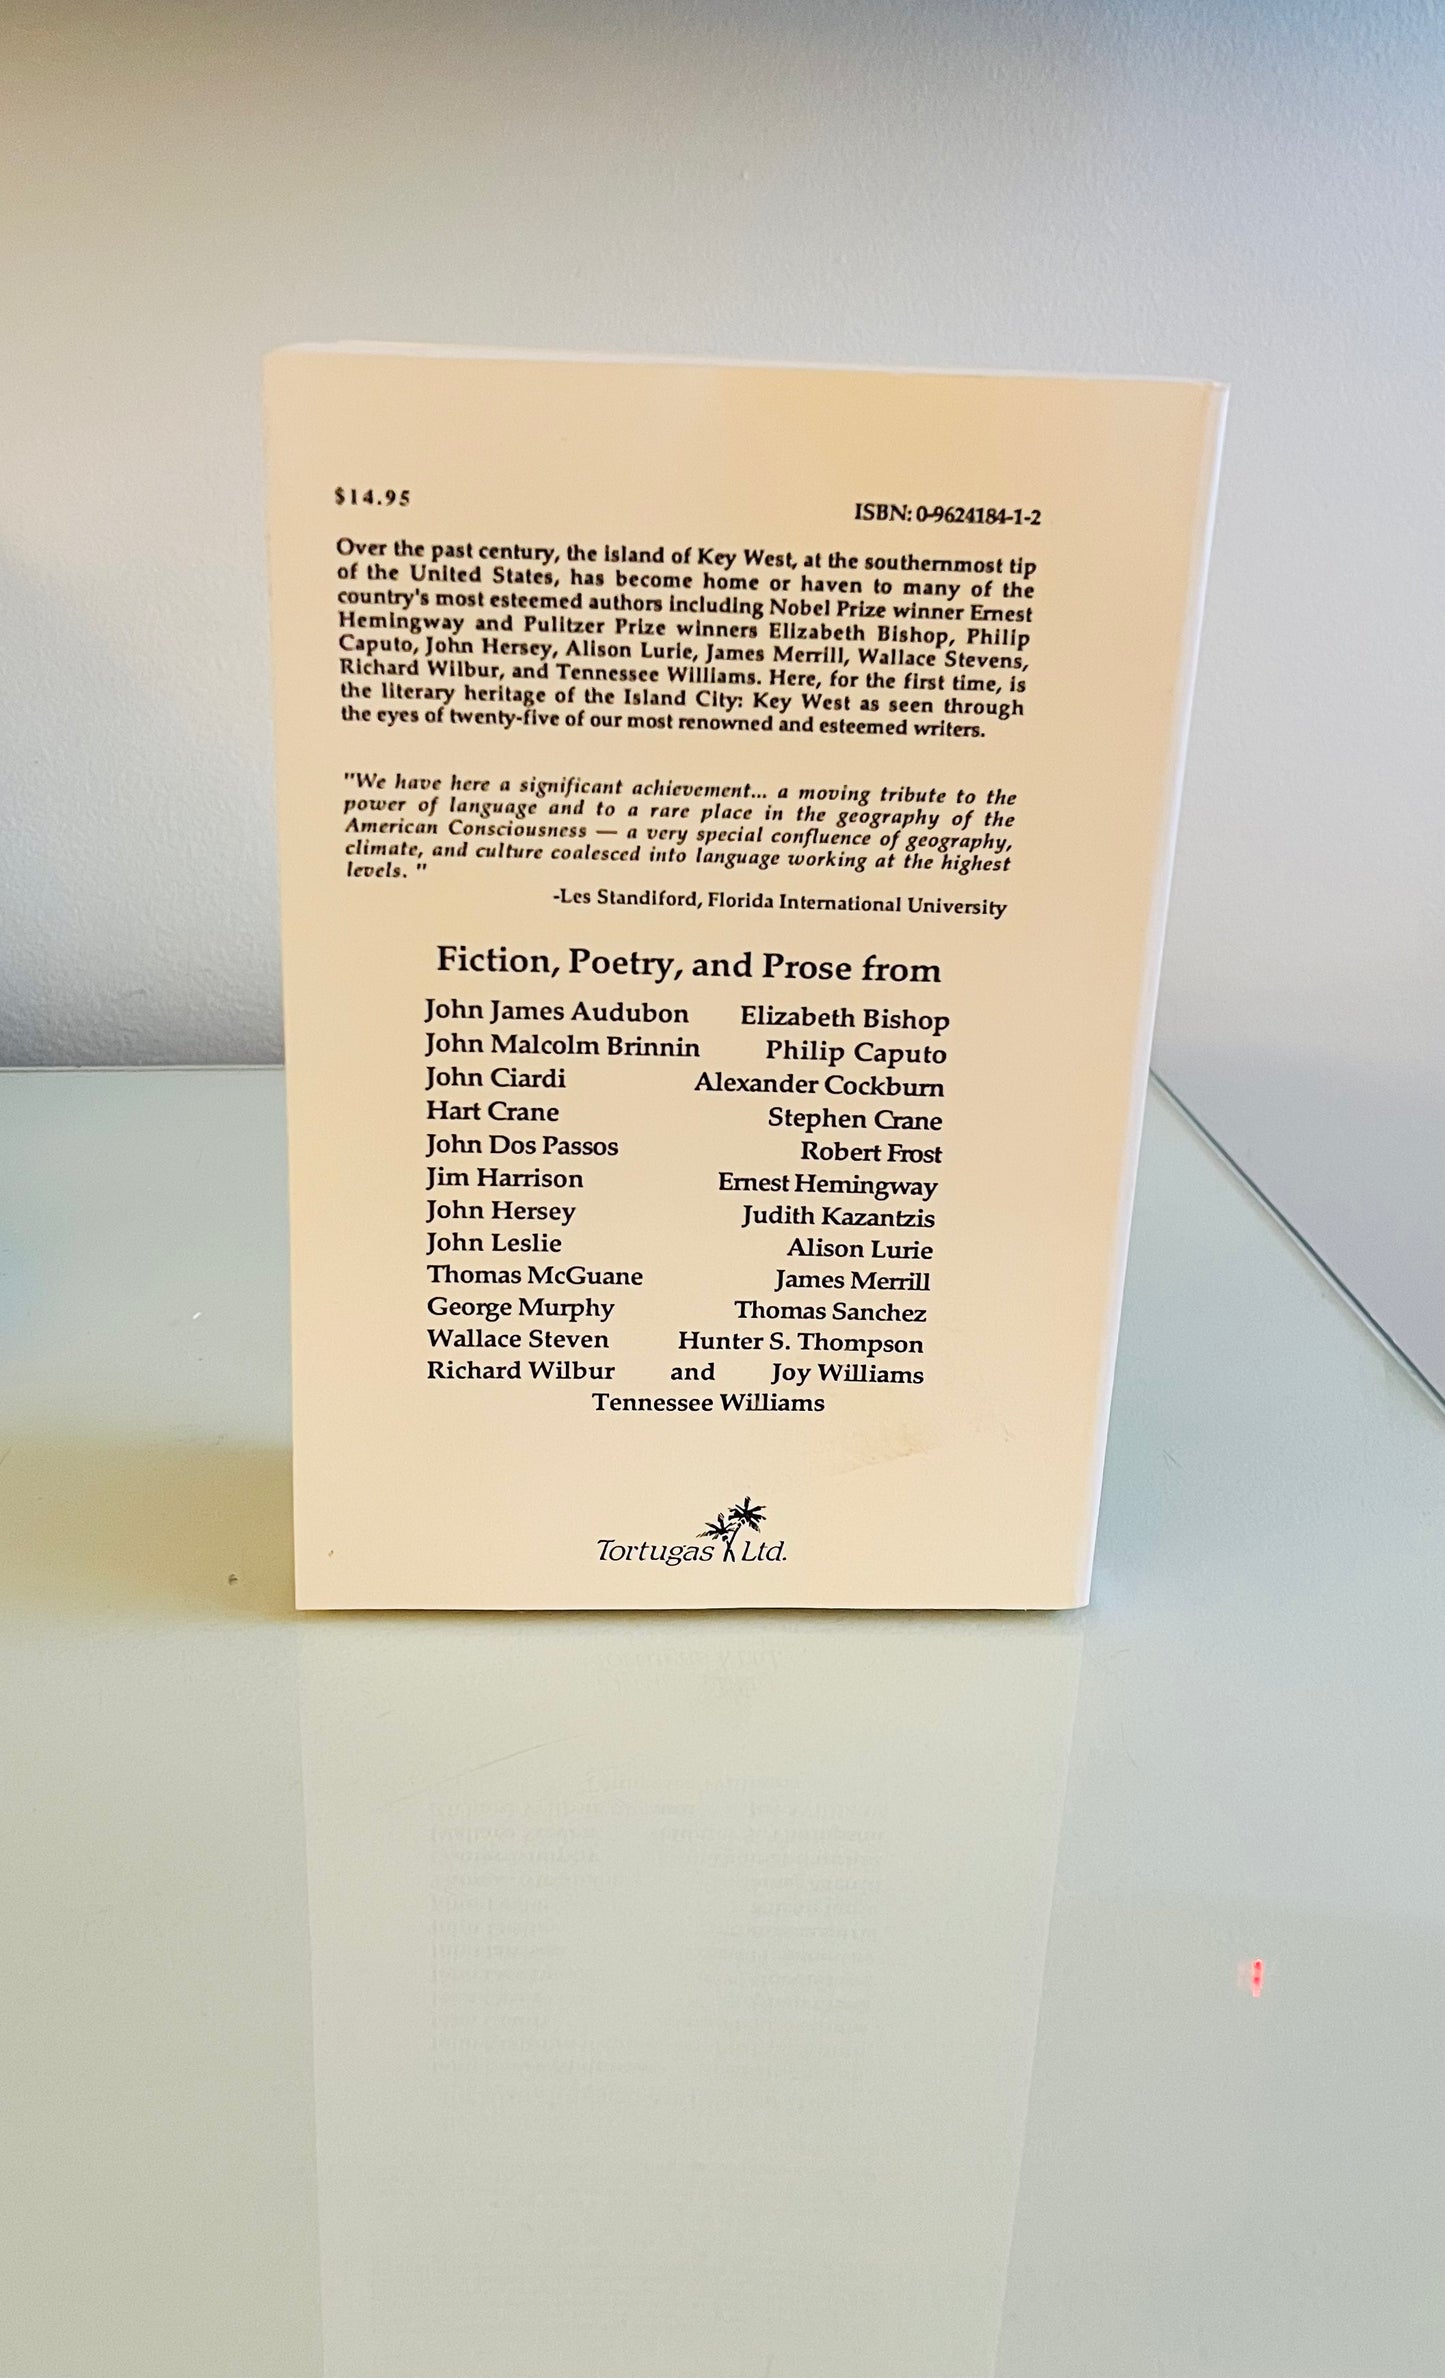 $14.95 ISBN: 0-9624184-1-2
Over the past century, the island of Key West, at the southernmost tip
of the United States, has become home or haven to many of the
country's most esteemed authors including Nobel Prize winner Ernest
Hemingway and Pulitzer Prize winners Elizabeth Bishop, Philip
Caputo, John Hersey, Alison Lurie, James Merrill, Wallace Stevens,
Richard Wilbur, and Tennessee Williams. Here, for the first time, is
the literary heritage of the Island City: Key West as seen through
the eyes of twenty-five of our most renowned and esteemed writers.
"We have here a significant achievement... a moving tribute to the
power of language and to a rare place in the geography of the
American Consciousness — a very special confluence of geography,
climate, and culture coalesced into language working at the highest
levels. "
-Les Standiford, Florida International University
Fiction, Poetry, and Prose from
John James Audubon Elizabeth Bishop
John Malcolm Brinnin Philip Caputo
John Ciardi Alexander Cockburn
Hart Crane Stephen Crane
John Dos Passos Robert Frost
Jim Harrison Ernest Hemingway
John Hersey Judith Kazantzis
John Leslie Alison Lurie
Thomas McGuane James Merrill
George Murphy Thomas Sanchez
Wallace Steven Hunter S. Thompson
Richard Wilbur and Joy Williams
Tennessee Williams
Tortugas Ltd.